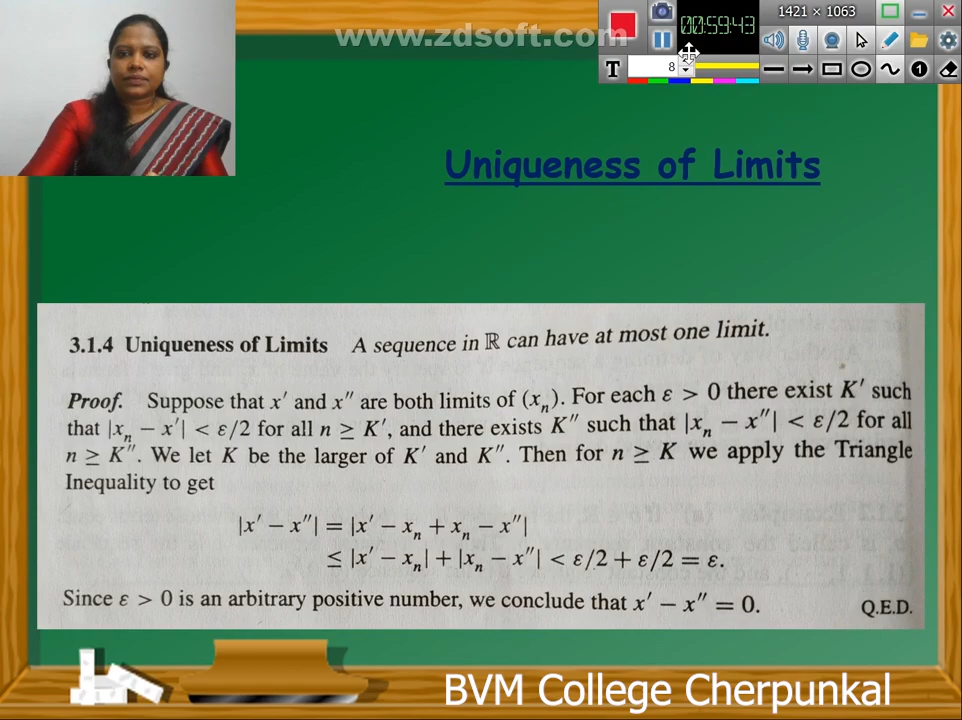 www.zdsoft.com
00:59:43
1421 × 1063
T
8
1
Uniqueness of Limits
3.1.4 Uniqueness of Limits A sequence in ℝ can have at most one limit.
Proof. Suppose that x′ and x″ are both limits of (xₙ). For each ε > 0 there exist K′ such
that |xₙ − x′| < ε/2 for all n ≥ K′, and there exists K″ such that |xₙ − x″| < ε/2 for all
n ≥ K″. We let K be the larger of K′ and K″. Then for n ≥ K we apply the Triangle
Inequality to get
|x′ − x″| = |x′ − xₙ + xₙ − x″|
≤ |x′ − xₙ| + |xₙ − x″| < ε/2 + ε/2 = ε.
Since ε > 0 is an arbitrary positive number, we conclude that x′ − x″ = 0. Q.E.D.
BVM College Cherpunkal